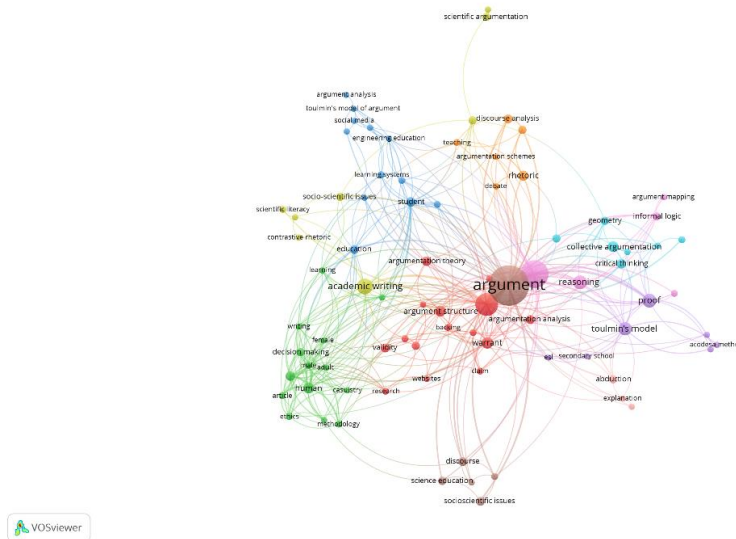 scientific argumentation
argument analysis
toulmin's model of argument
social media
discourse analysis
engineering education
teaching
argumentation schemes
learning systems
rhetoric
debate
socio-scientific issues
student
argument mapping
scientific literacy
informal logic
geometry
contrastive rhetoric
collective argumentation
education
critical thinking
argumentation theory
learning
argument
reasoning
academic writing
proof
argument structure
argumentation analysis
writing
backing
toulmin's model
female
warrant
validity
decision making
secondary school
male
adult
claim
websites
abduction
human
casuistry
research
article
explanation
ethics
methodology
discourse
science education
socioscientific issues
VOSviewer